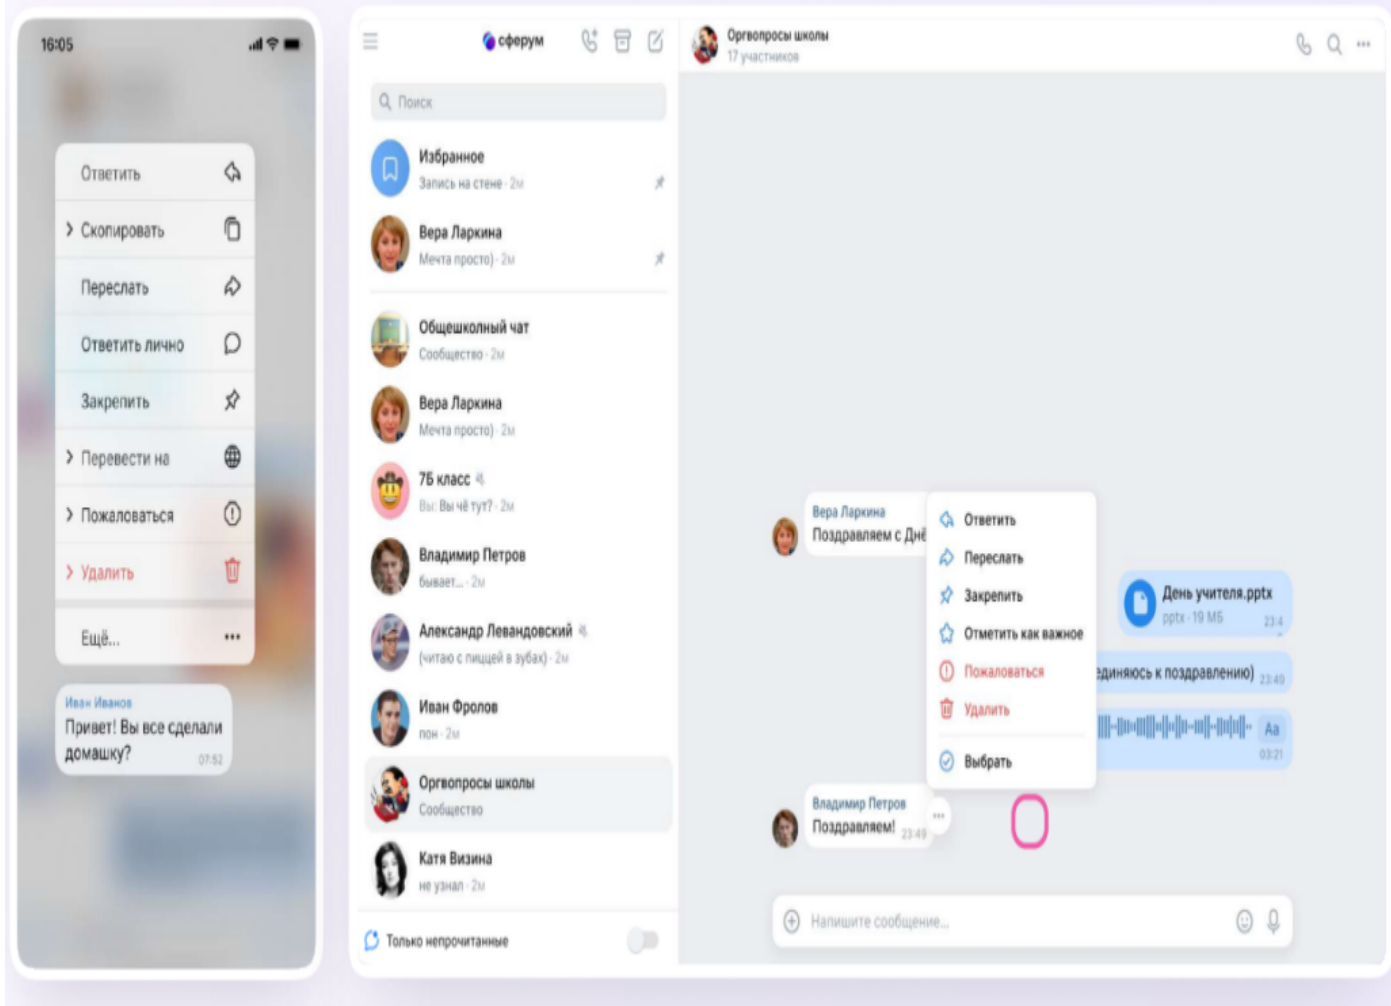 16:05
Ответить
Скопировать
Переслать
Ответить лично
Закрепить
Перевести на
Пожаловаться
Удалить
Ещё...
Иван Иванов
Привет! Вы все сделали
домашку?
07:52
сферум
Поиск
Избранное
Запись на стене · 2м
Вера Ларкина
Мечта просто) · 2м
Общешколный чат
Сообщество · 2м
Вера Ларкина
Мечта просто) · 2м
7Б класс
Вы: Вы чё тут? · 2м
Владимир Петров
бывает... · 2м
Александр Левандовский
(читаю с пиццей в зубах) · 2м
Иван Фролов
пон · 2м
Оргвопросы школы
Сообщество
Катя Визина
не узнал · 2м
Только непрочитанные
Оргвопросы школы
17 участников
Вера Ларкина
Поздравляем с Днё
Ответить
Переслать
Закрепить
Отметить как важное
Пожаловаться
Удалить
Выбрать
День учителя.pptx
pptx · 19 МБ
23:4
единяюсь к поздравлению) 23:40
Aa
03:21
Владимир Петров
Поздравляем! 23:49
Напишите сообщение...